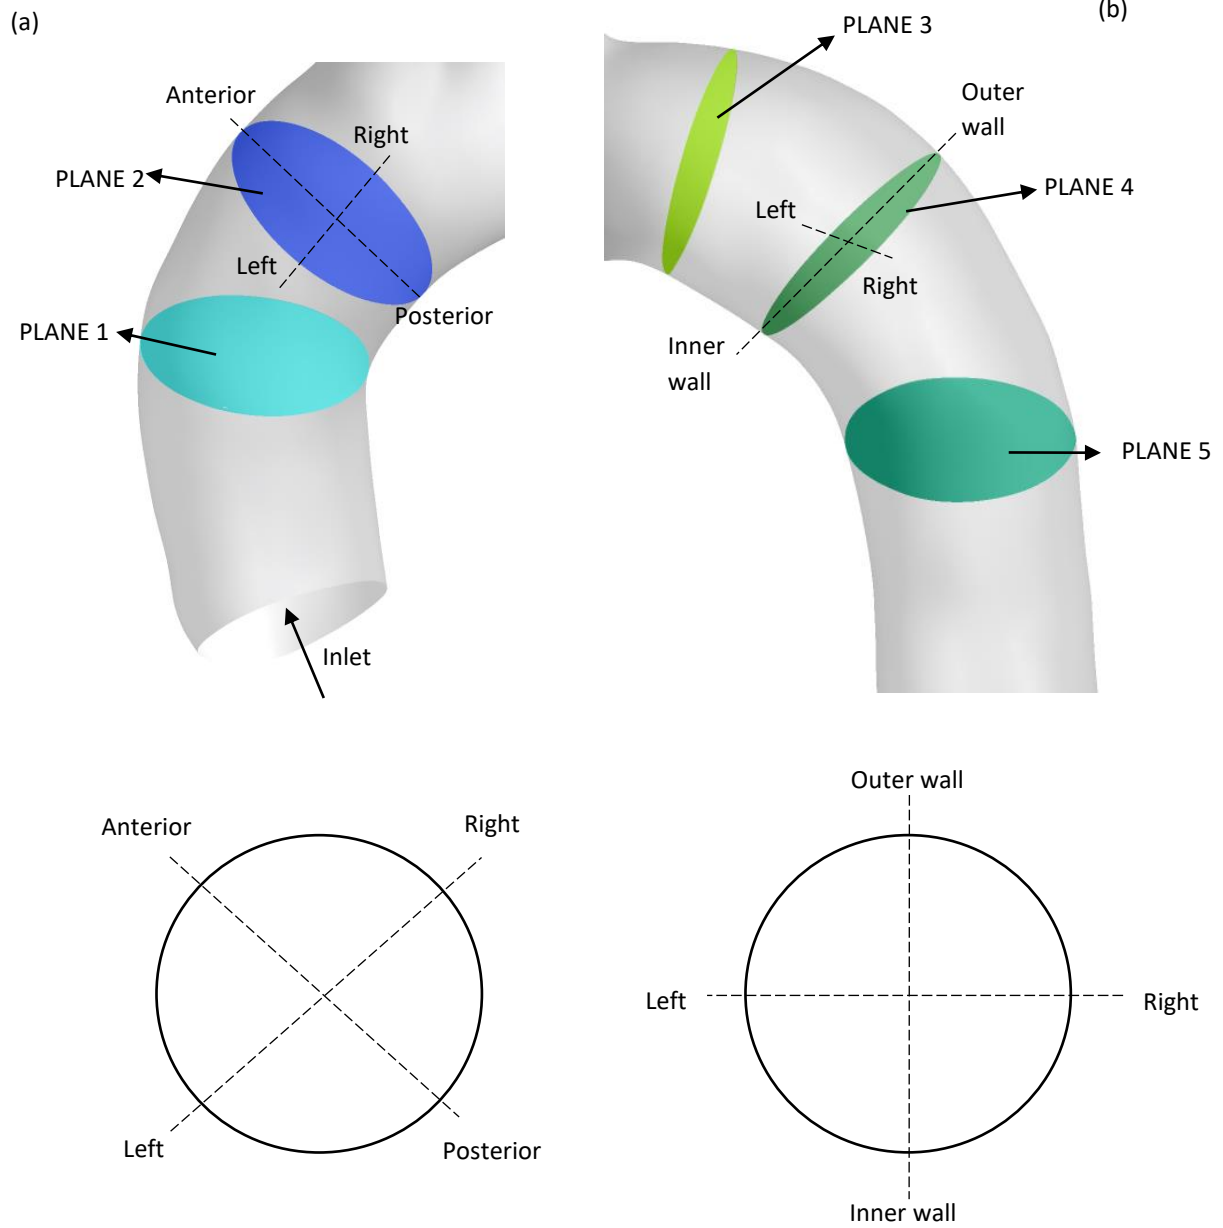 (a)
(b)
PLANE 3
Anterior
Outer
wall
Right
PLANE 2
PLANE 4
Left
Left
Right
Posterior
PLANE 1
Inner
wall
PLANE 5
Inlet
Outer wall
Anterior
Right
Left
Right
Left
Posterior
Inner wall